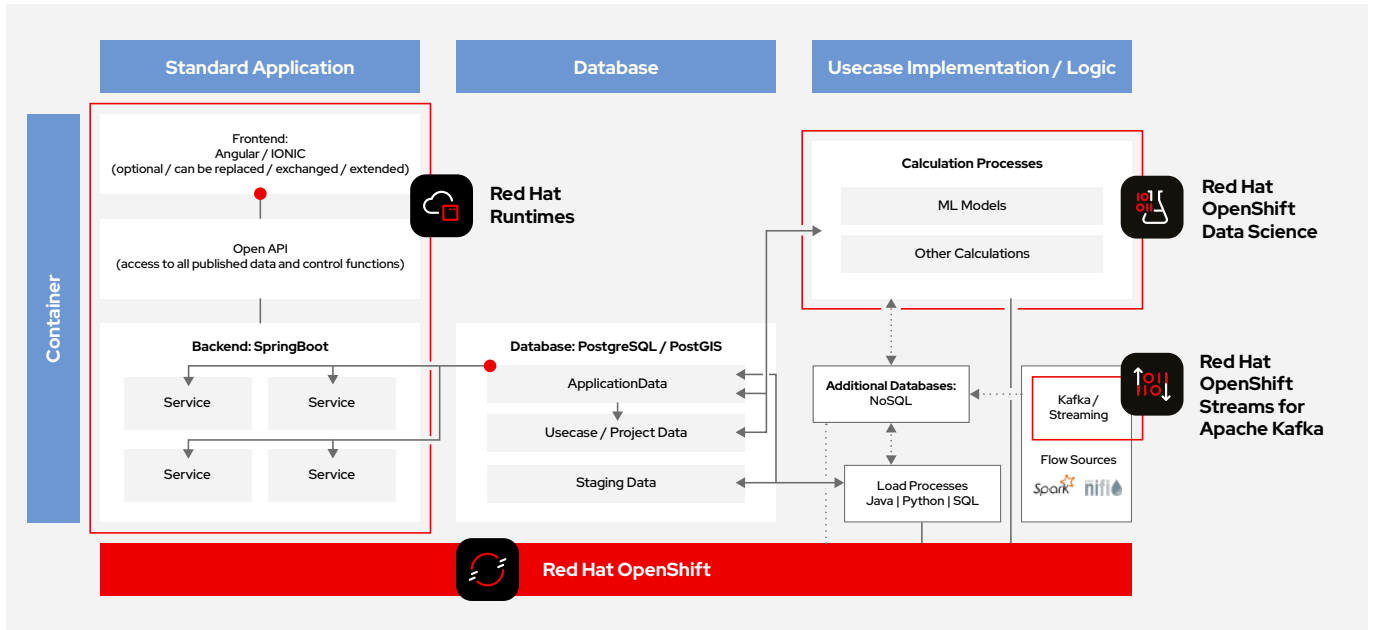 Standard Application
Database
Usecase Implementation / Logic
Container
Frontend:
Angular / IONIC
(optional / can be replaced / exchanged / extended)
Red Hat
Runtimes
Open API
(access to all published data and control functions)
Backend: SpringBoot
Service
Service
Service
Service
Database: PostgreSQL / PostGIS
ApplicationData
Usecase / Project Data
Staging Data
Calculation Processes
ML Models
Other Calculations
Red Hat
OpenShift
Data Science
Additional Databases:
NoSQL
Load Processes
Java | Python | SQL
Kafka /
Streaming
Flow Sources
Spark
nifi
Red Hat
OpenShift
Streams for
Apache Kafka
Red Hat OpenShift